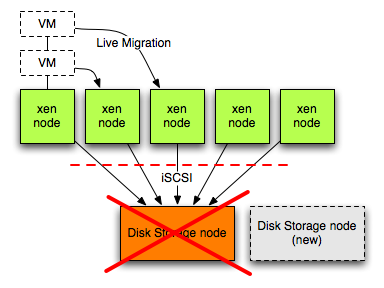 VM
Live Migration
VM
xen
node
xen
node
xen
node
xen
node
xen
node
iSCSI
Disk Storage node
Disk Storage node
(new)